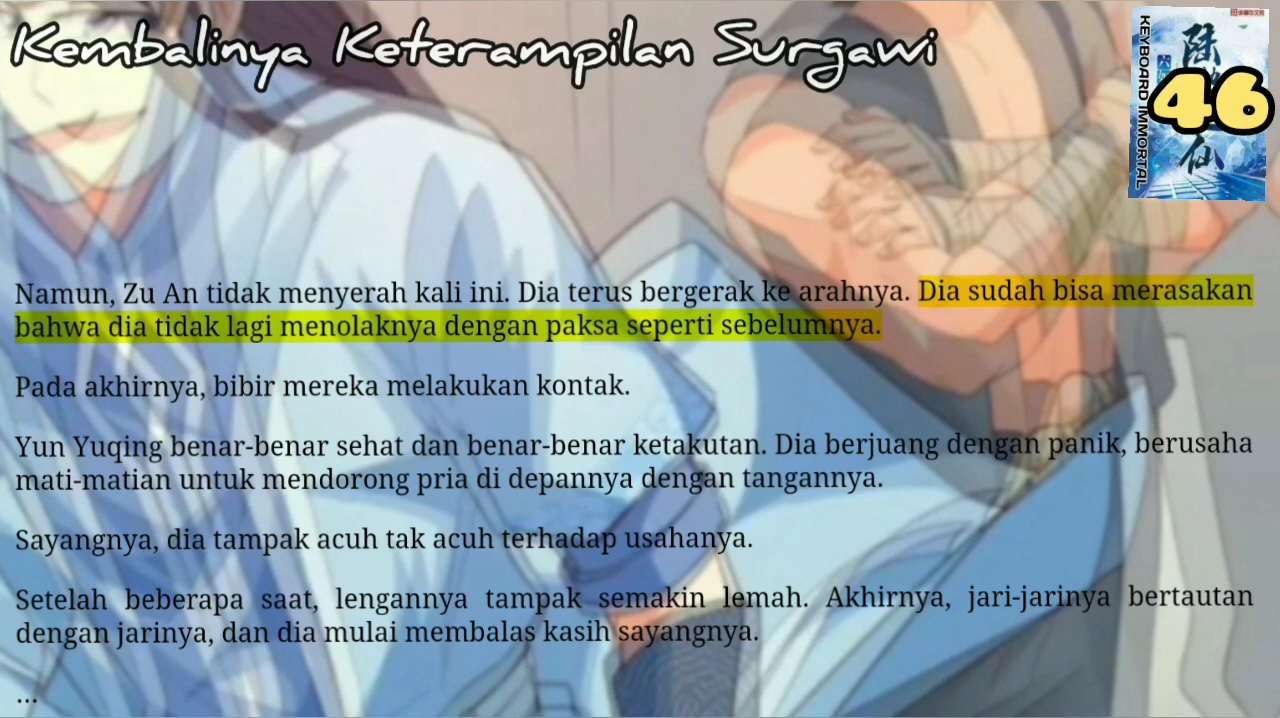 Kembalinya Keterampilan Surgawi
KEYBOARD IMMORTAL
46
Namun, Zu An tidak menyerah kali ini. Dia terus bergerak ke arahnya. Dia sudah bisa merasakan
bahwa dia tidak lagi menolaknya dengan paksa seperti sebelumnya.
Pada akhirnya, bibir mereka melakukan kontak.
Yun Yuqing benar-benar sehat dan benar-benar ketakutan. Dia berjuang dengan panik, berusaha
mati-matian untuk mendorong pria di depannya dengan tangannya.
Sayangnya, dia tampak acuh tak acuh terhadap usahanya.
Setelah beberapa saat, lengannya tampak semakin lemah. Akhirnya, jari-jarinya bertautan
dengan jarinya, dan dia mulai membalas kasih sayangnya.
...